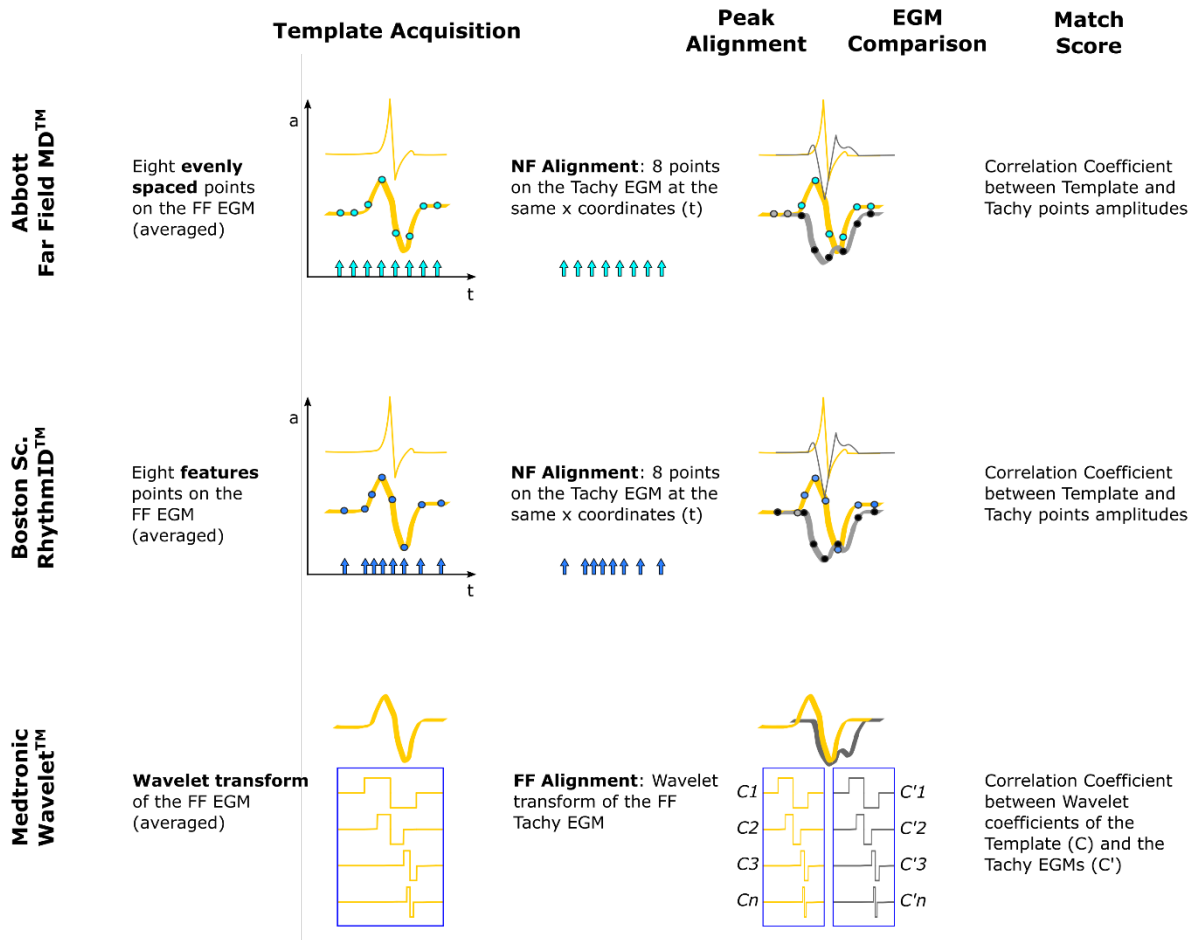 Template Acquisition
Peak
Alignment
EGM
Comparison
Match
Score
Abbott
Far Field MD™
Eight evenly
spaced points
on the FF EGM
(averaged)
a
t
NF Alignment: 8 points
on the Tachy EGM at the
same x coordinates (t)
Correlation Coefficient
between Template and
Tachy points amplitudes
Boston Sc.
RhythmID™
Eight features
points on the
FF EGM
(averaged)
a
t
NF Alignment: 8 points
on the Tachy EGM at the
same x coordinates (t)
Correlation Coefficient
between Template and
Tachy points amplitudes
Medtronic
Wavelet™
Wavelet transform
of the FF EGM
(averaged)
FF Alignment: Wavelet
transform of the FF
Tachy EGM
C1
C'1
C2
C'2
C3
C'3
Cn
C'n
Correlation Coefficient
between Wavelet
coefficients of the
Template (C) and the
Tachy EGMs (C')